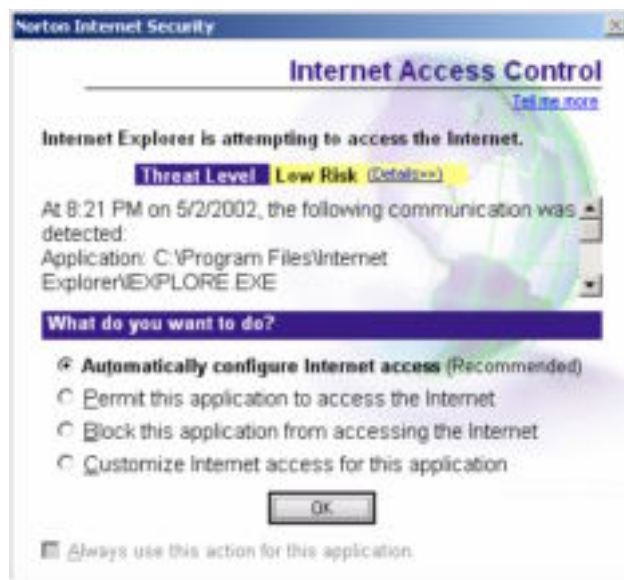 Norton Internet Security
Internet Access Control
Tell me more
Internet Explorer is attempting to access the Internet.
Threat Level Low Risk (Details>>)
At 8:21 PM on 5/2/2002, the following communication was
detected:
Application: C:\Program Files\Internet
Explorer\IEXPLORE.EXE
What do you want to do?
Automatically configure Internet access (Recommended)
Permit this application to access the Internet
Block this application from accessing the Internet
Customize Internet access for this application
OK
Always use this action for this application